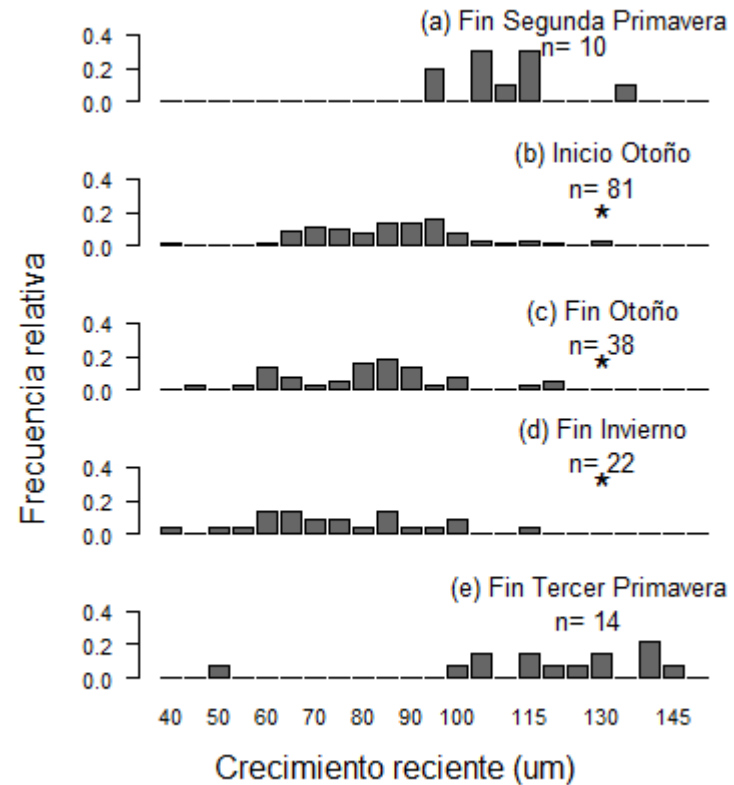 Frecuencia relativa
(a) Fin Segunda Primavera
n= 10
0.4
0.2
0.0
(b) Inicio Otoño
n= 81
*
0.4
0.2
0.0
(c) Fin Otoño
n= 38
*
0.4
0.2
0.0
(d) Fin Invierno
n= 22
*
0.4
0.2
0.0
(e) Fin Tercer Primavera
n= 14
0.4
0.2
0.0
40 50 60 70 80 90 100 115 130 145
Crecimiento reciente (um)